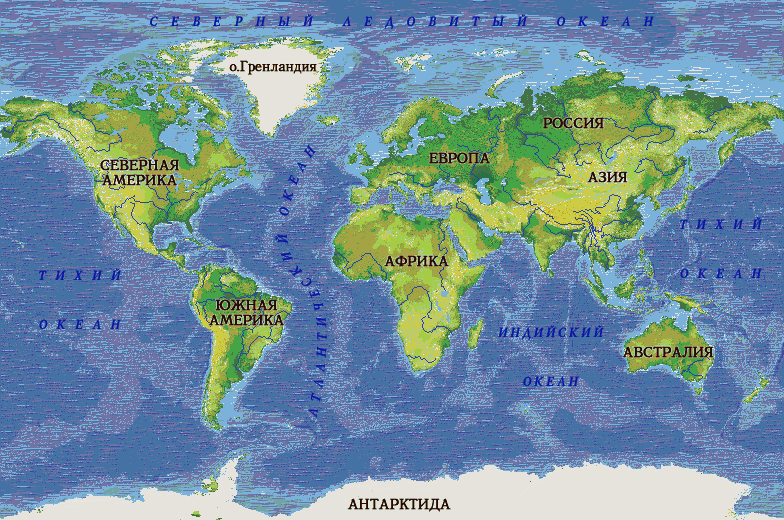 СЕВЕРНЫЙ ЛЕДОВИТЫЙ ОКЕАН
о.Гренландия
РОССИЯ
ЕВРОПА
СЕВЕРНАЯ
АМЕРИКА
АЗИЯ
АТЛАНТИЧЕСКИЙ ОКЕАН
ТИХИЙ
ОКЕАН
АФРИКА
ТИХИЙ
ОКЕАН
ЮЖНАЯ
АМЕРИКА
ИНДИЙСКИЙ
ОКЕАН
АВСТРАЛИЯ
АНТАРКТИДА